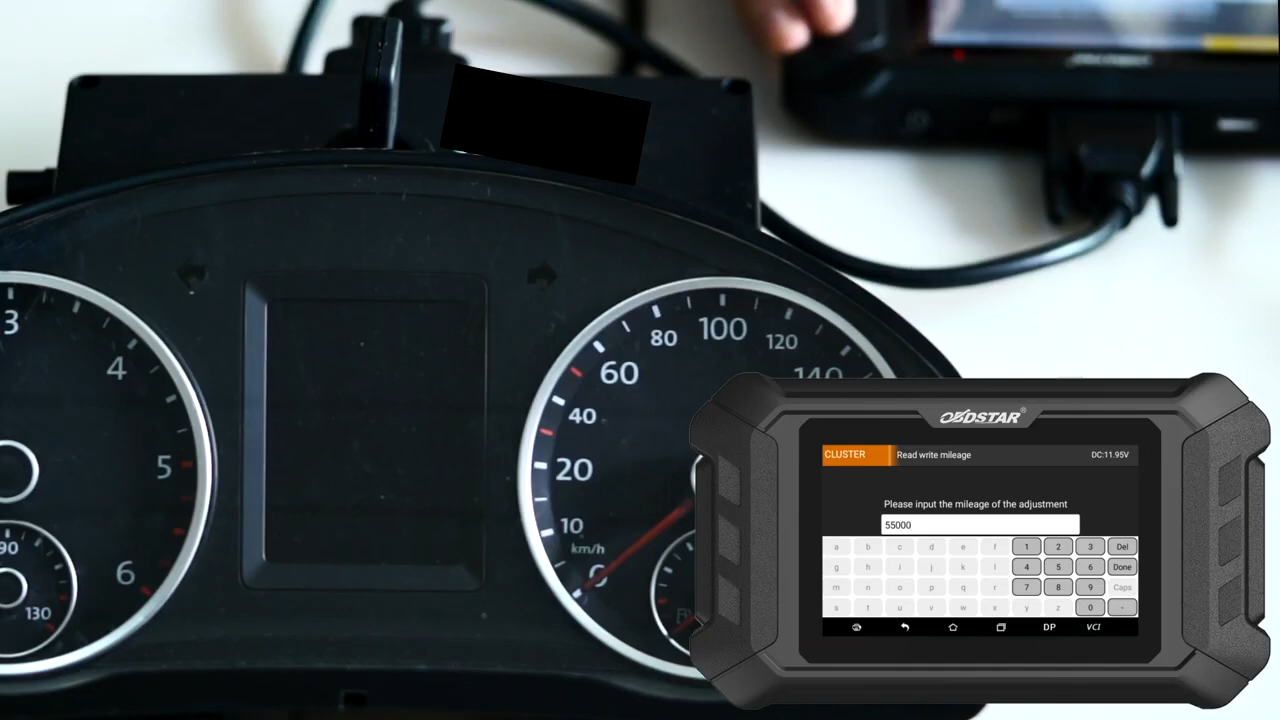 3
4
5
6
90
130
100
80
120
60
140
40
20
10
km/h
0
OBDSTAR®
CLUSTER
Read write mileage
DC:11.95V
Please input the mileage of the adjustment
55000
a b c d e f 1 2 3 Del
g h i j k l 4 5 6 Done
m n o p q r 7 8 9 Caps
s t u v w x y z 0 -
DP VCI